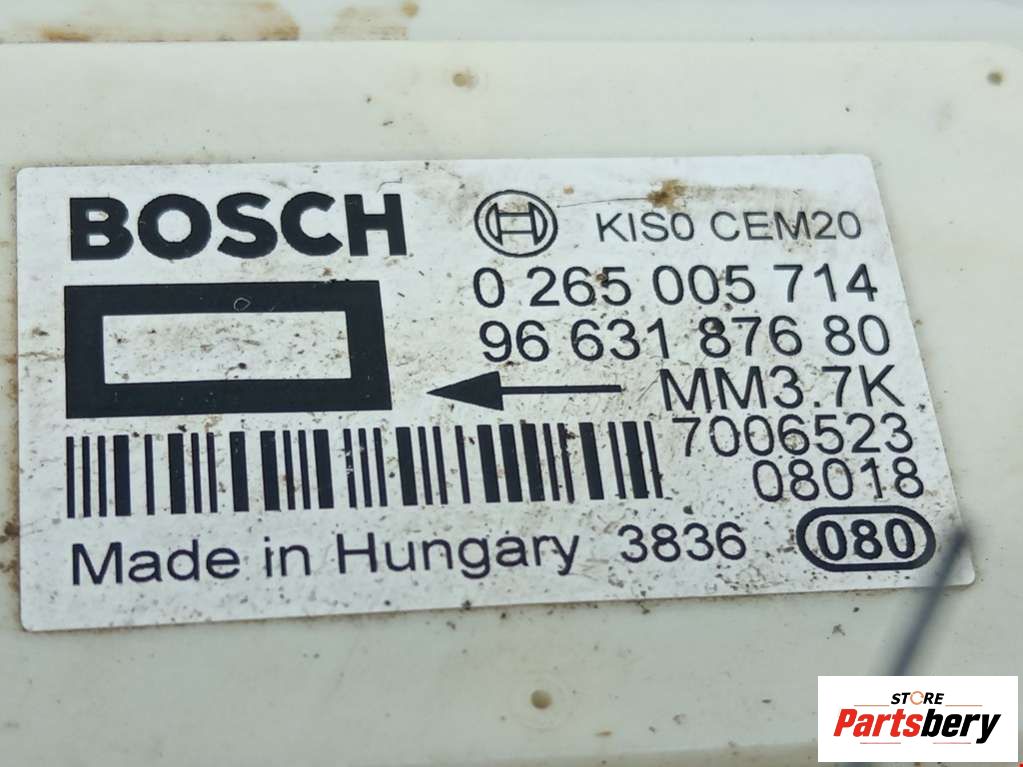 BOSCH KIS0 CEM20
0 265 005 714
96 631 876 80
MM3.7K
7006523
08018
Made in Hungary 3836 080
STORE
Partsbery